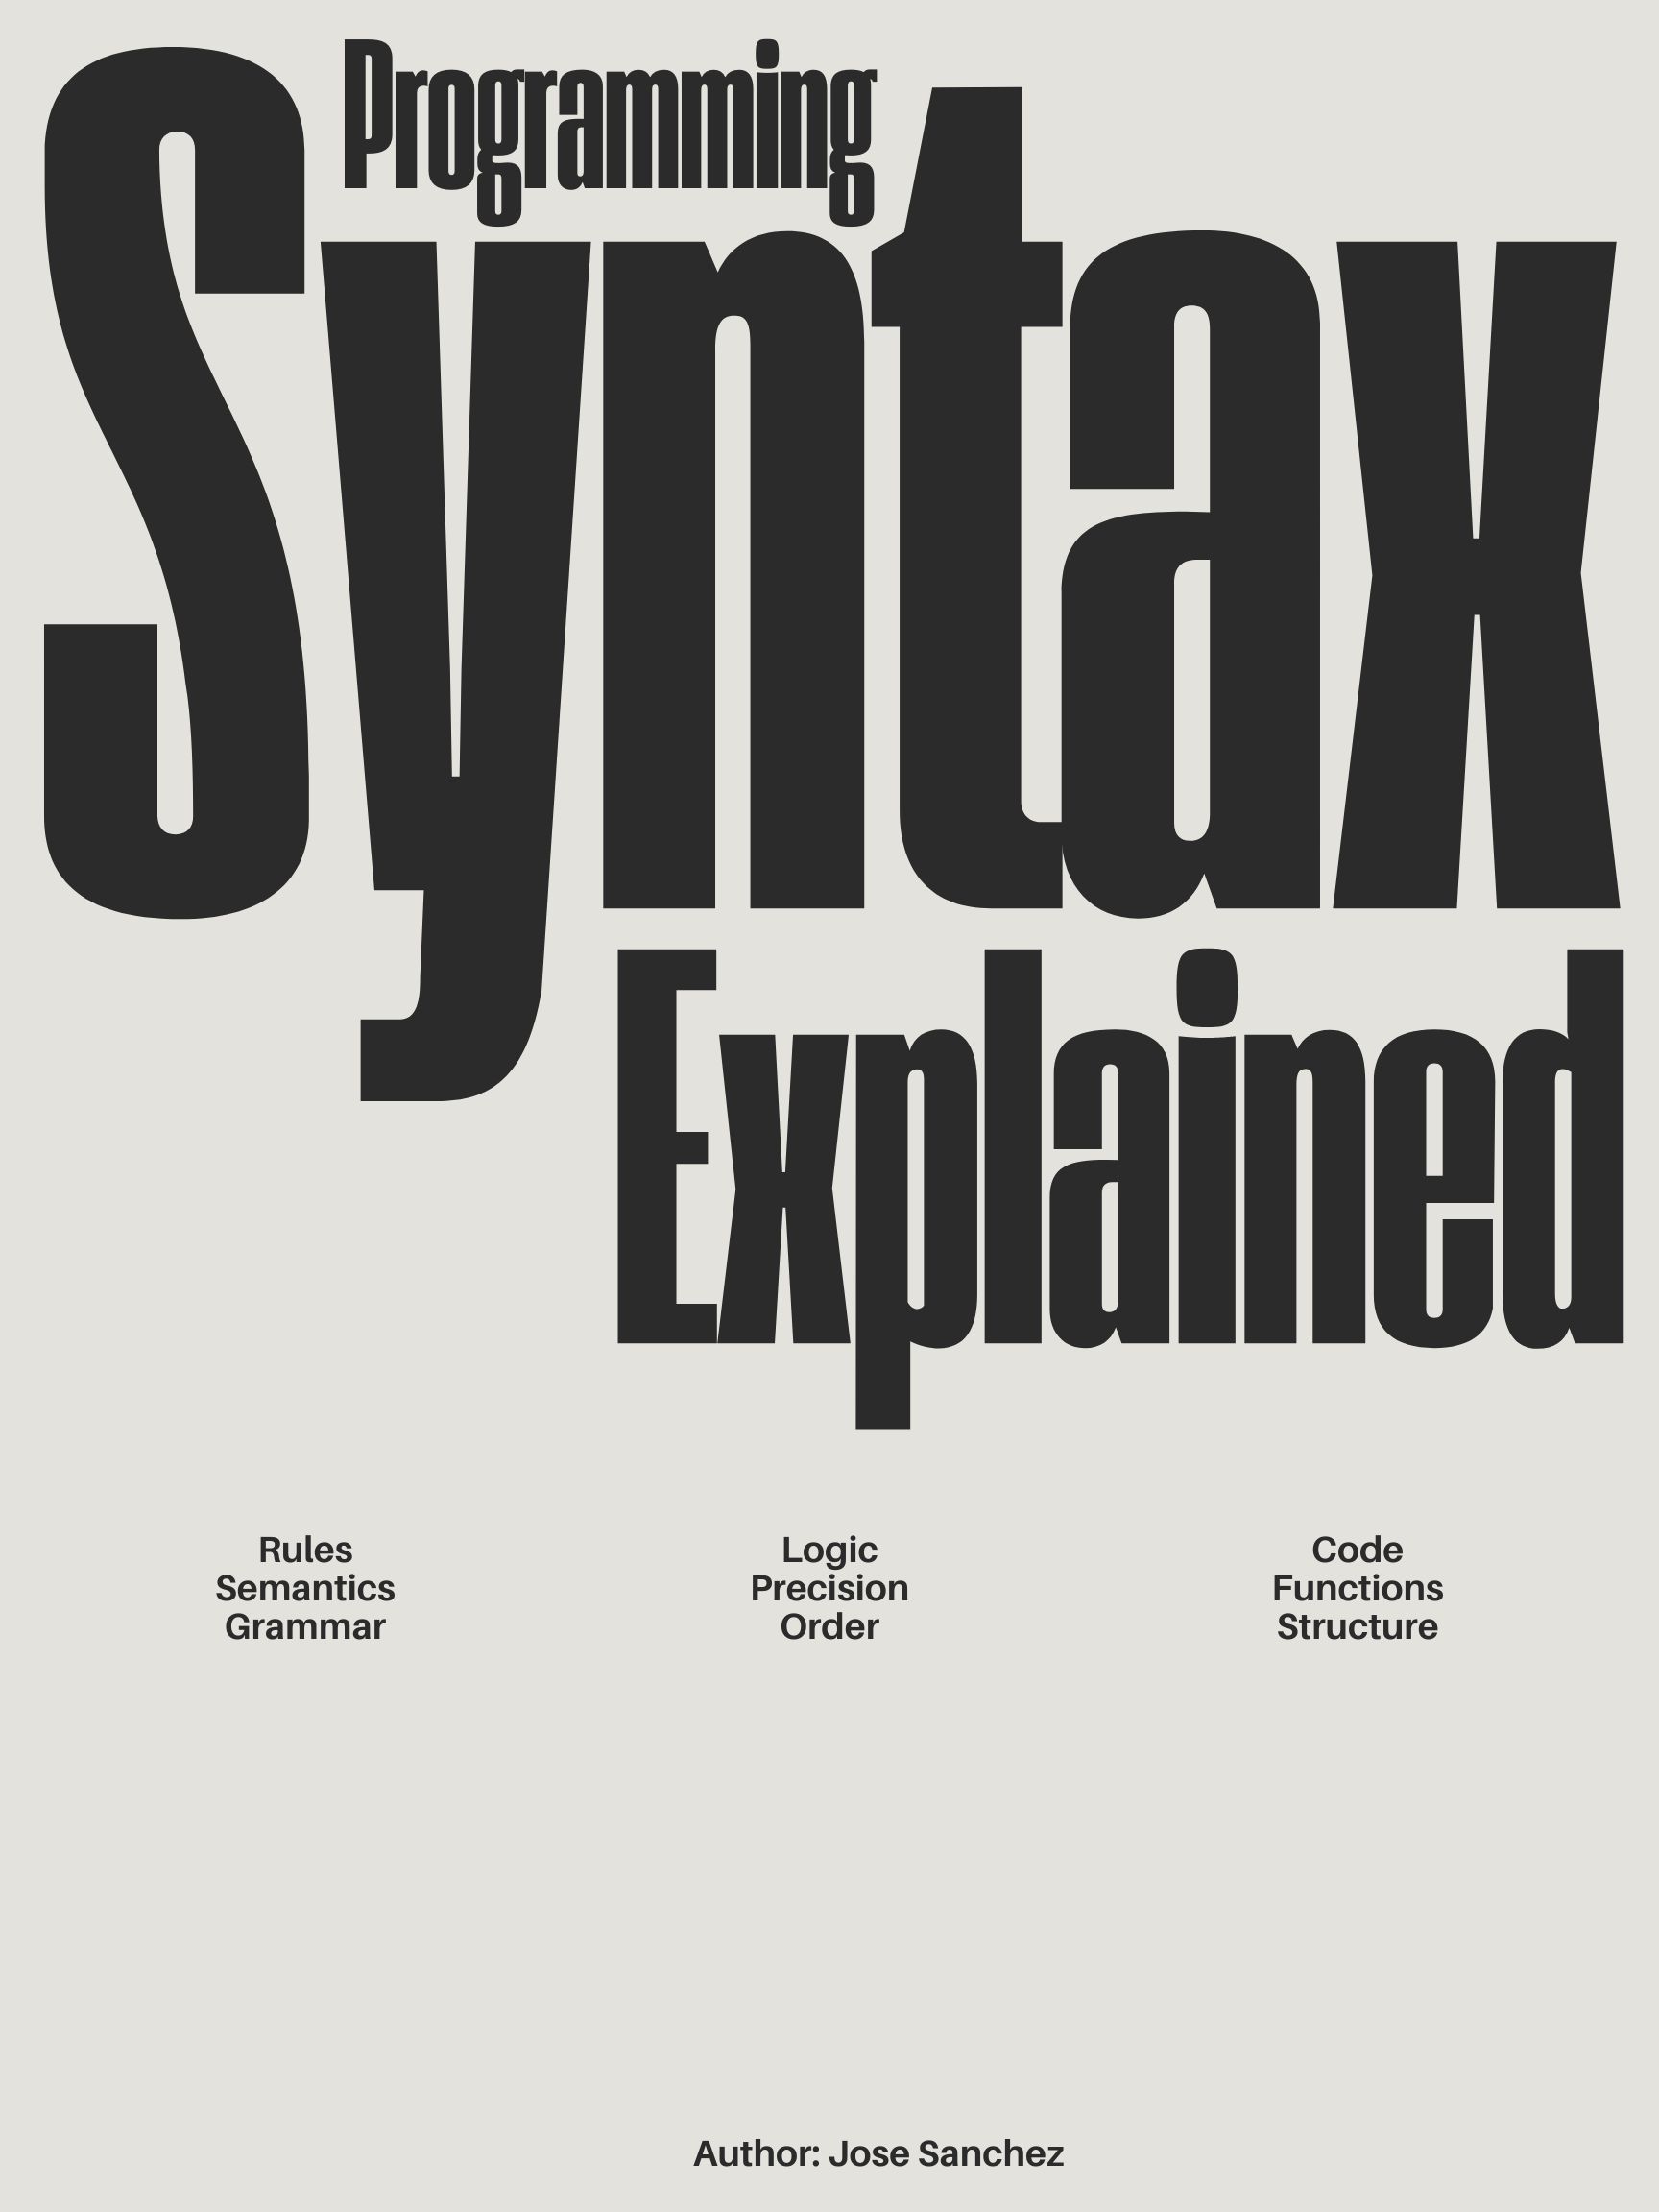 Programming
Syntax
Explained
Rules
Semantics
Grammar
Logic
Precision
Order
Code
Functions
Structure
Author: Jose Sanchez